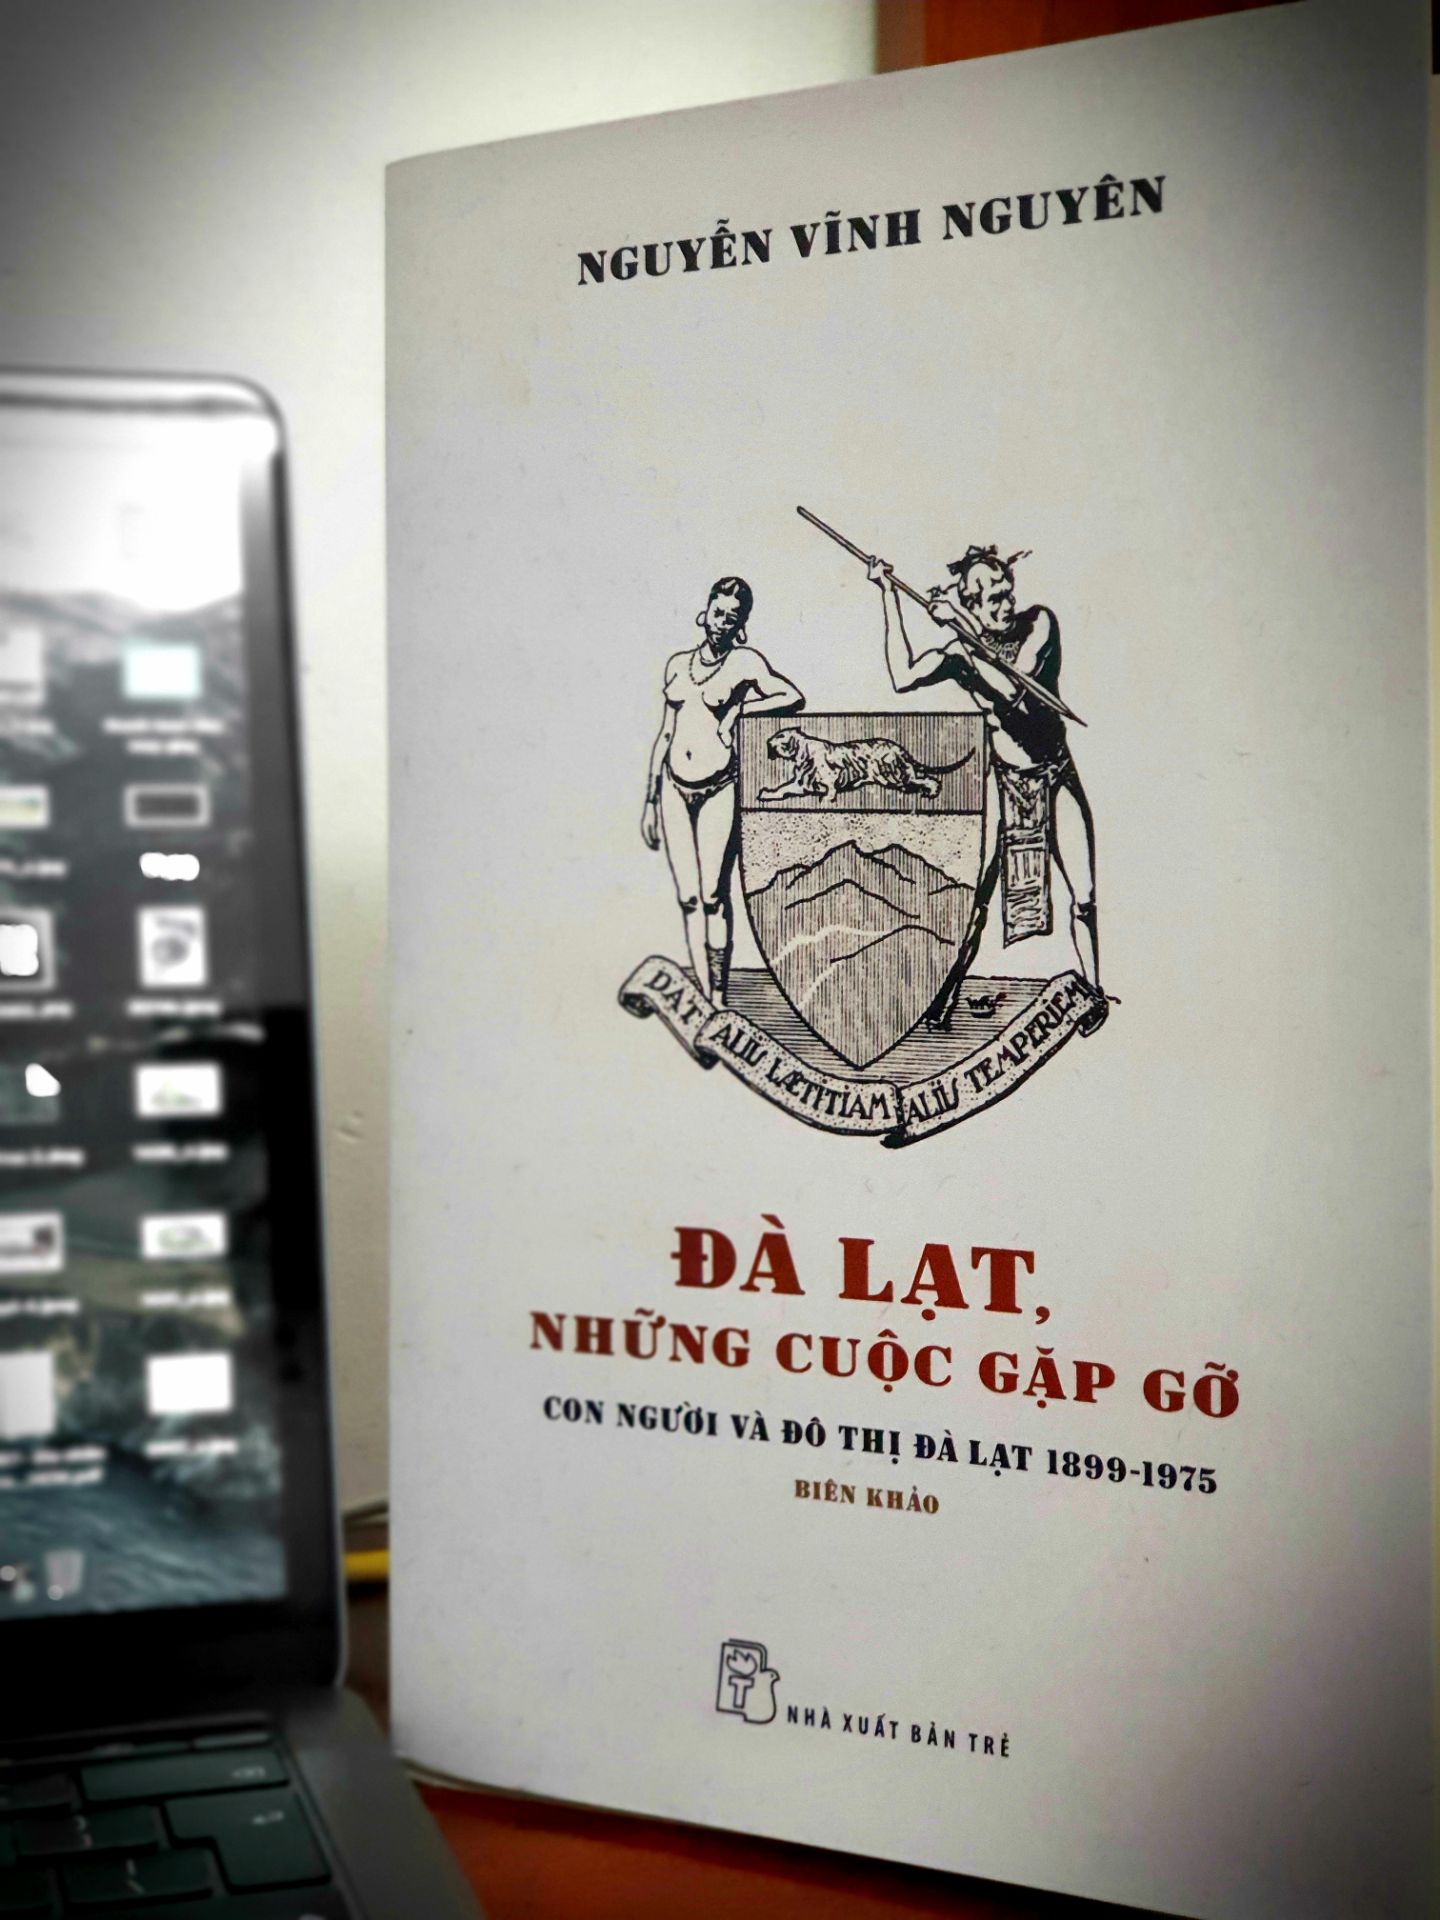 NGUYỄN VĨNH NGUYÊN
DAT ALIIS LÆTITIAM ALIIS TEMPERIEM
ĐÀ LẠT,
NHỮNG CUỘC GẶP GỠ
CON NGƯỜI VÀ ĐÔ THỊ ĐÀ LẠT 1899-1975
BIÊN KHẢO
NHÀ XUẤT BẢN TRẺ